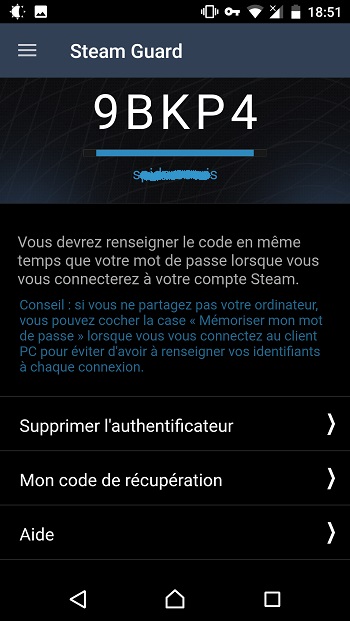 18:51
Steam Guard
9BKP4
Vous devrez renseigner le code en même
temps que votre mot de passe lorsque vous
vous connecterez à votre compte Steam.
Conseil : si vous ne partagez pas votre ordinateur,
vous pouvez cocher la case « Mémoriser mon mot
de passe » lorsque vous vous connectez au client
PC pour éviter d'avoir à renseigner vos identifiants
à chaque connexion.
Supprimer l'authentificateur
Mon code de récupération
Aide